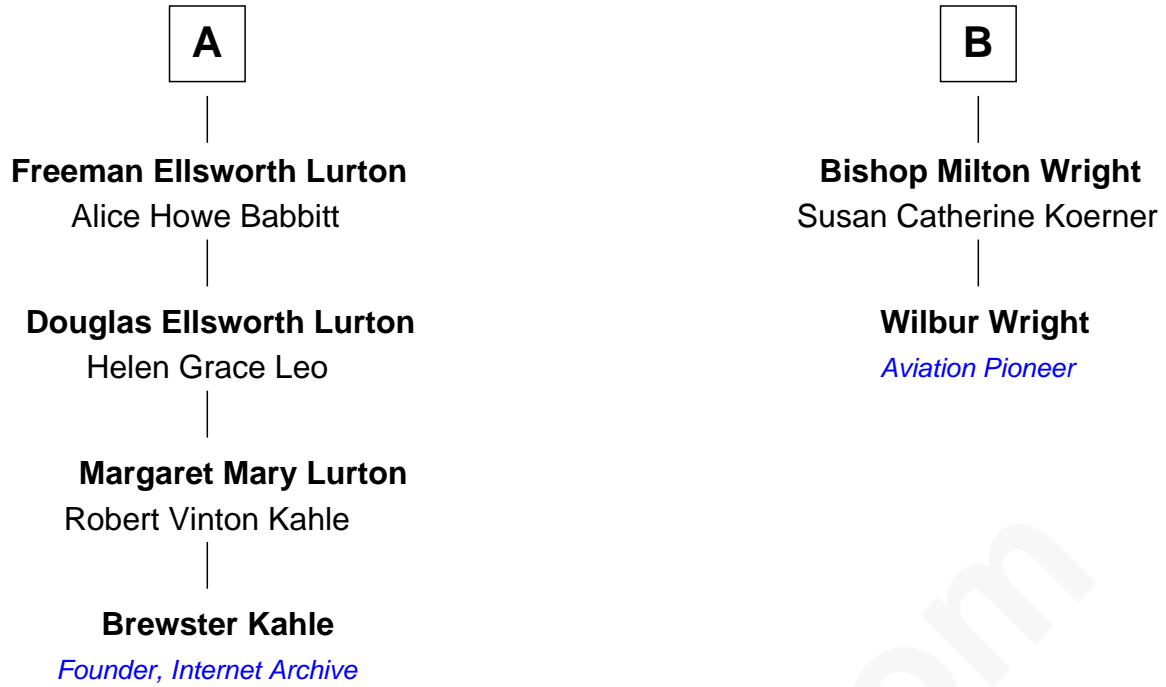 A
Freeman Ellsworth Lurton
Alice Howe Babbitt
Douglas Ellsworth Lurton
Helen Grace Leo
Margaret Mary Lurton
Robert Vinton Kahle
Brewster Kahle
Founder, Internet Archive
B
Bishop Milton Wright
Susan Catherine Koerner
Wilbur Wright
Aviation Pioneer
om